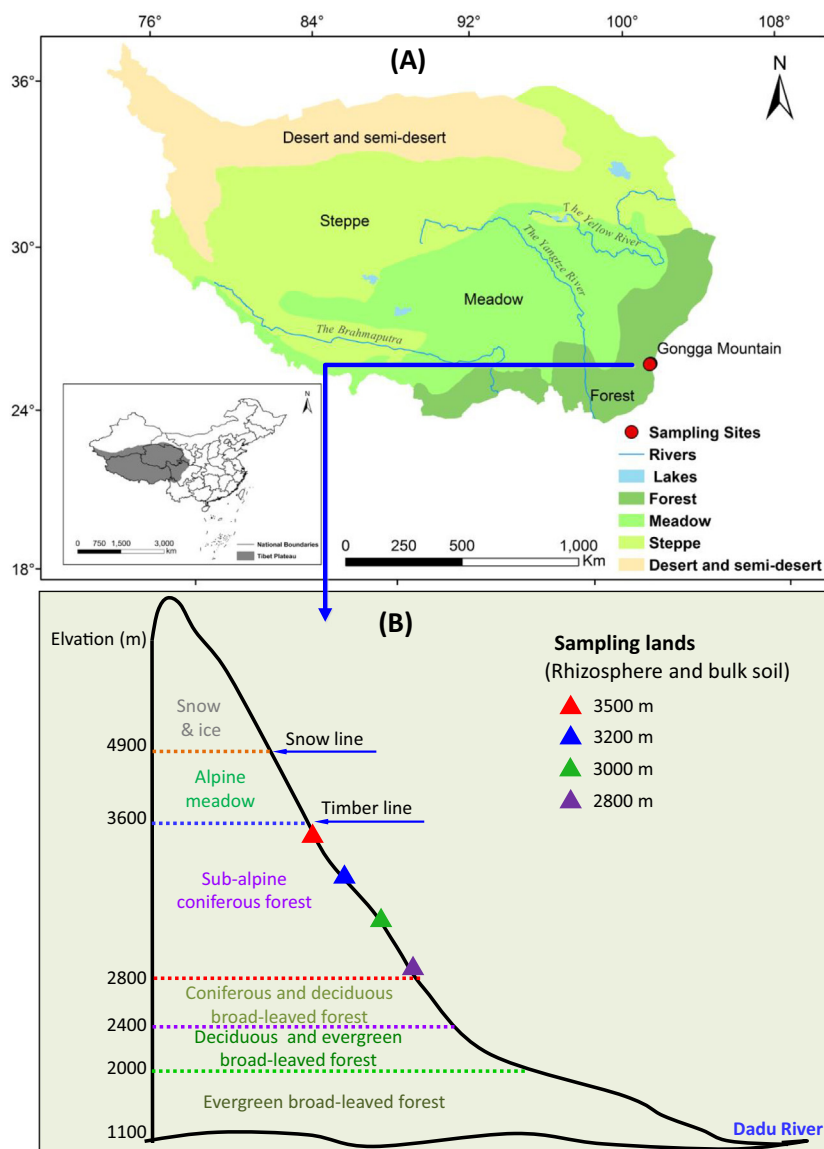 76° 84° 92° 100° 108°
(A)
36°
N
Desert and semi-desert
Steppe
The Yellow River
30°
The Yangtze River
Meadow
The Brahmaputra
Gongga Mountain
24°
Forest
N
Sampling Sites
Rivers
Lakes
Forest
Meadow
Steppe
Desert and semi-desert
0 750 1,500 3,000
km
National Boundaries
Tibet Plateau
0 250 500 1,000
Km
18°
(B)
Elvation (m)
Sampling lands
(Rhizosphere and bulk soil)
3500 m
3200 m
3000 m
2800 m
Snow
& ice
Snow line
4900
Alpine
meadow
Timber line
3600
Sub-alpine
coniferous forest
2800
Coniferous and deciduous
broad-leaved forest
2400
Deciduous and evergreen
broad-leaved forest
2000
Evergreen broad-leaved forest
1100
Dadu River